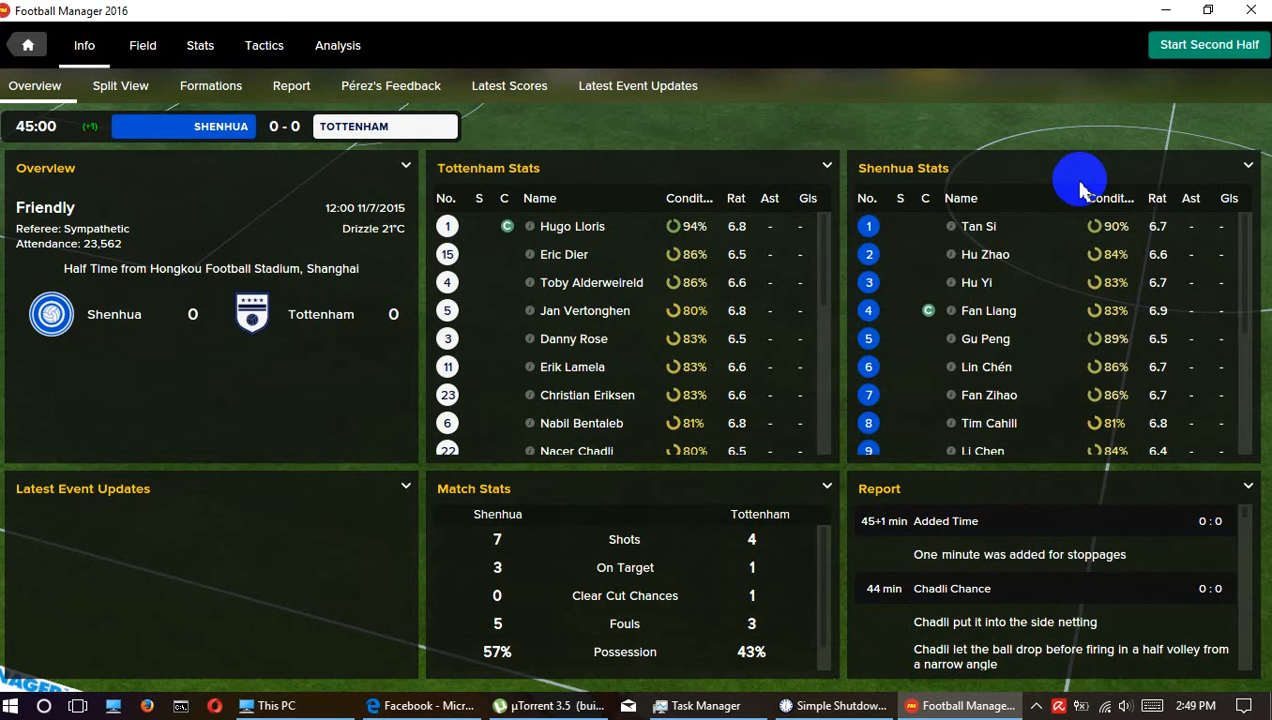 Football Manager 2016
Info Field Stats Tactics Analysis Start Second Half
Overview Split View Formations Report Pérez's Feedback Latest Scores Latest Event Updates
45:00 (+1) SHENHUA 0 - 0 TOTTENHAM
Overview
Friendly 12:00 11/7/2015
Referee: Sympathetic Drizzle 21°C
Attendance: 23,562
Half Time from Hongkou Football Stadium, Shanghai
Shenhua 0 Tottenham 0
Tottenham Stats
No. S C Name Condit... Rat Ast Gls
1 C Hugo Lloris 94% 6.8 - -
15 Eric Dier 86% 6.5 - -
4 Toby Alderweireld 86% 6.6 - -
5 Jan Vertonghen 80% 6.8 - -
3 Danny Rose 83% 6.5 - -
11 Erik Lamela 83% 6.6 - -
23 Christian Eriksen 83% 6.6 - -
6 Nabil Bentaleb 81% 6.8 - -
22 Nacer Chadli 80% 6.5 - -
Shenhua Stats
No. S C Name Condit... Rat Ast Gls
1 Tan Si 90% 6.7 - -
2 Hu Zhao 84% 6.6 - -
3 Hu Yi 83% 6.7 - -
4 C Fan Liang 83% 6.9 - -
5 Gu Peng 89% 6.5 - -
6 Lin Chén 86% 6.7 - -
7 Fan Zihao 86% 6.7 - -
8 Tim Cahill 81% 6.8 - -
9 Li Chen 84% 6.4 - -
Latest Event Updates
Match Stats
Shenhua Tottenham
7 Shots 4
3 On Target 1
0 Clear Cut Chances 1
5 Fouls 3
57% Possession 43%
Report
45+1 min Added Time 0 : 0
One minute was added for stoppages
44 min Chadli Chance 0 : 0
Chadli put it into the side netting
Chadli let the ball drop before firing in a half volley from
a narrow angle
This PC Facebook - Micr... µTorrent 3.5 (bui... Task Manager Simple Shutdow... Football Manage... 2:49 PM